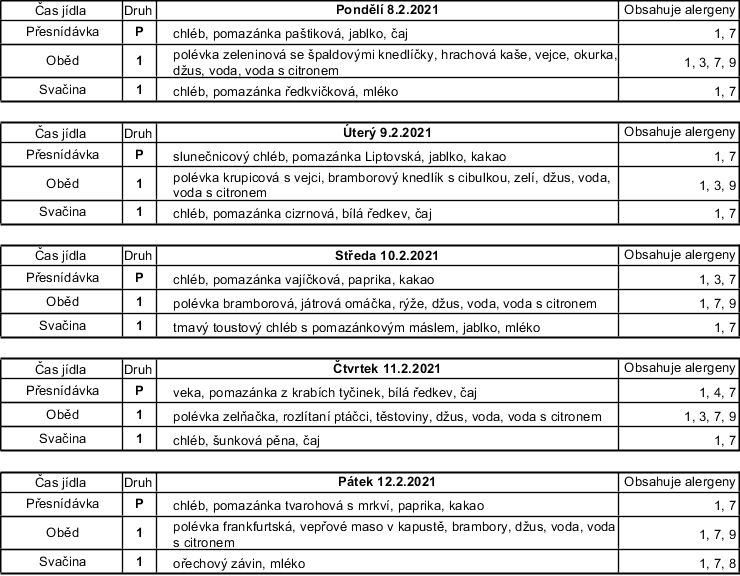 Čas jídla Druh Pondělí 8.2.2021 Obsahuje alergeny
Přesnídávka P chléb, pomazánka paštiková, jablko, čaj 1, 7
Oběd 1 polévka zeleninová se špaldovými knedlíčky, hrachová kaše, vejce, okurka, 1, 3, 7, 9
džus, voda, voda s citronem
Svačina 1 chléb, pomazánka ředkvičková, mléko 1, 7
Čas jídla Druh Úterý 9.2.2021 Obsahuje alergeny
Přesnídávka P slunečnicový chléb, pomazánka Liptovská, jablko, kakao 1, 7
Oběd 1 polévka krupicová s vejci, bramborový knedlík s cibulkou, zelí, džus, voda, 1, 3, 9
voda s citronem
Svačina 1 chléb, pomazánka cizrnová, bílá ředkev, čaj 1, 7
Čas jídla Druh Středa 10.2.2021 Obsahuje alergeny
Přesnídávka P chléb, pomazánka vajíčková, paprika, kakao 1, 3, 7
Oběd 1 polévka bramborová, játrová omáčka, rýže, džus, voda, voda s citronem 1, 7, 9
Svačina 1 tmavý toustový chléb s pomazánkovým máslem, jablko, mléko 1, 7
Čas jídla Druh Čtvrtek 11.2.2021 Obsahuje alergeny
Přesnídávka P veka, pomazánka z krabích tyčinek, bílá ředkev, čaj 1, 4, 7
Oběd 1 polévka zelňačka, rozlítaní ptáčci, těstoviny, džus, voda, voda s citronem 1, 3, 7, 9
Svačina 1 chléb, šunková pěna, čaj 1, 7
Čas jídla Druh Pátek 12.2.2021 Obsahuje alergeny
Přesnídávka P chléb, pomazánka tvarohová s mrkví, paprika, kakao 1, 7
Oběd 1 polévka frankfurtská, vepřové maso v kapustě, brambory, džus, voda, voda 1, 7, 9
s citronem
Svačina 1 ořechový závin, mléko 1, 7, 8